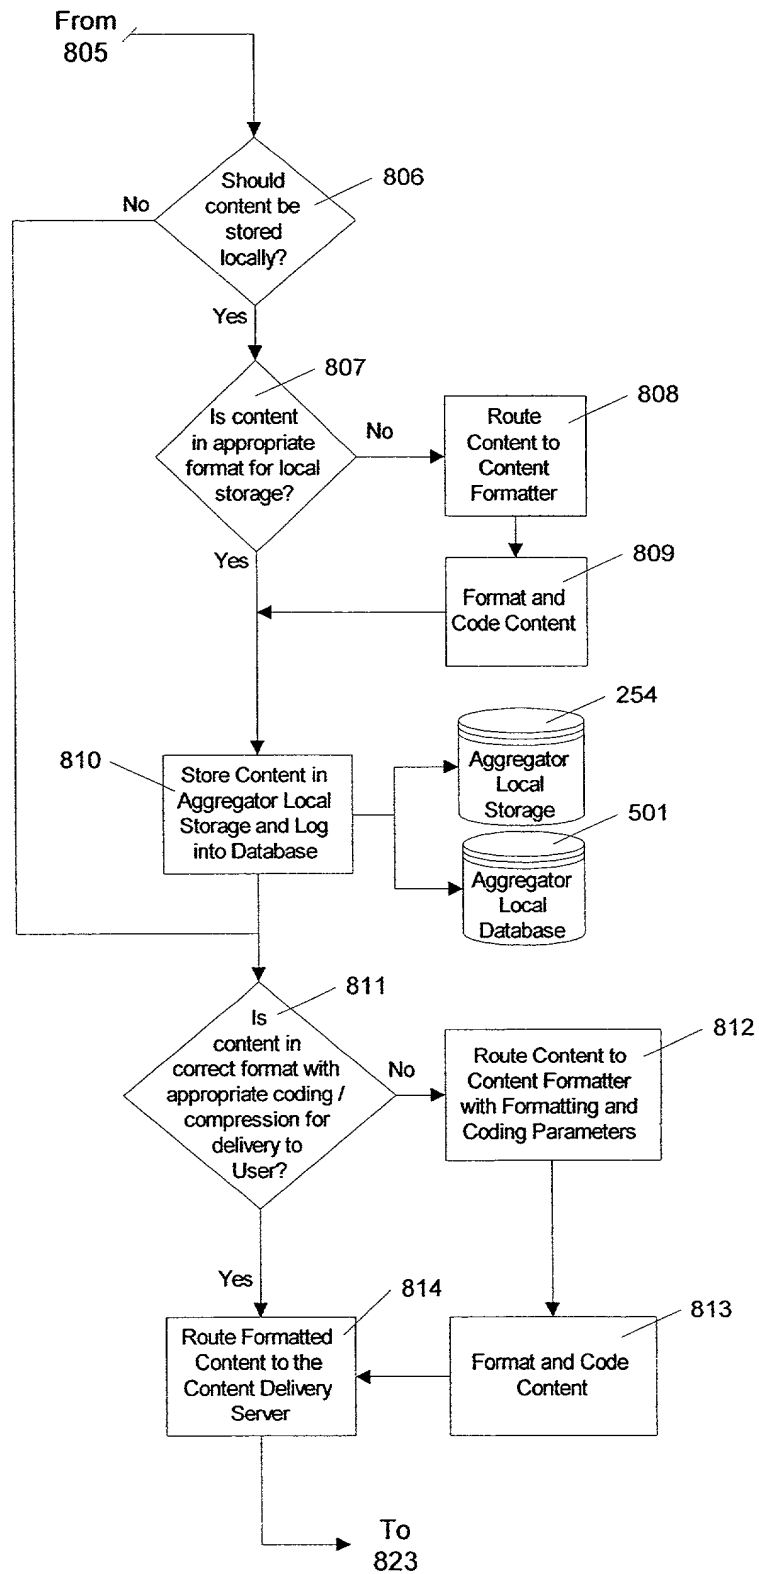 From
805
806
Should
content be
stored
locally?
No
Yes
807
Is content
in appropriate
format for local
storage?
No
808
Route
Content to
Content
Formatter
Yes
809
Format and
Code Content
254
Aggregator
Local
Storage
810
Store Content in
Aggregator Local
Storage and Log
into Database
501
Aggregator
Local
Database
811
Is
content in
correct format with
appropriate coding /
compression for
delivery to
User?
No
812
Route Content to
Content Formatter
with Formatting and
Coding Parameters
Yes
814
Route Formatted
Content to the
Content Delivery
Server
813
Format and Code
Content
To
823